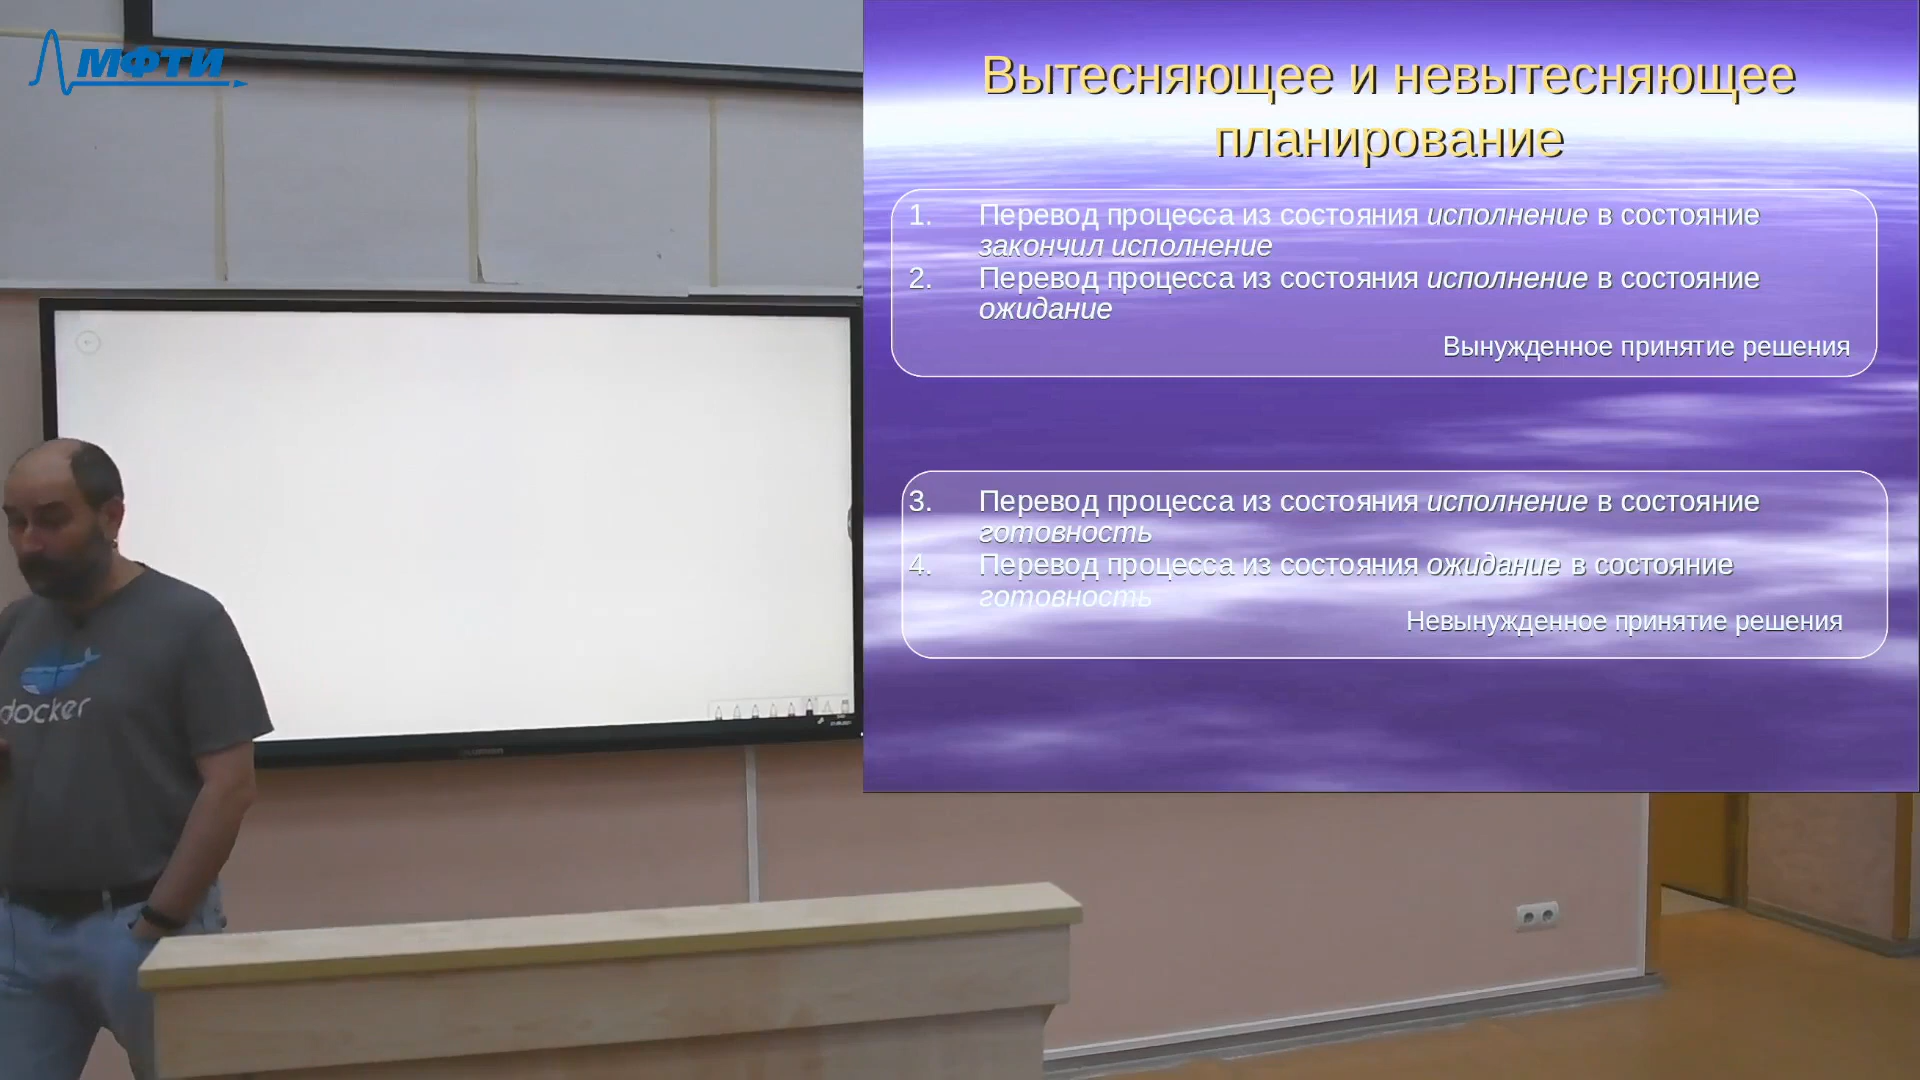 МФТИ
Вытесняющее и невытесняющее
планирование
1. Перевод процесса из состояния исполнение в состояние
закончил исполнение
2. Перевод процесса из состояния исполнение в состояние
ожидание
Вынужденное принятие решения
3. Перевод процесса из состояния исполнение в состояние
готовность
4. Перевод процесса из состояния ожидание в состояние
готовность
Невынужденное принятие решения
docker